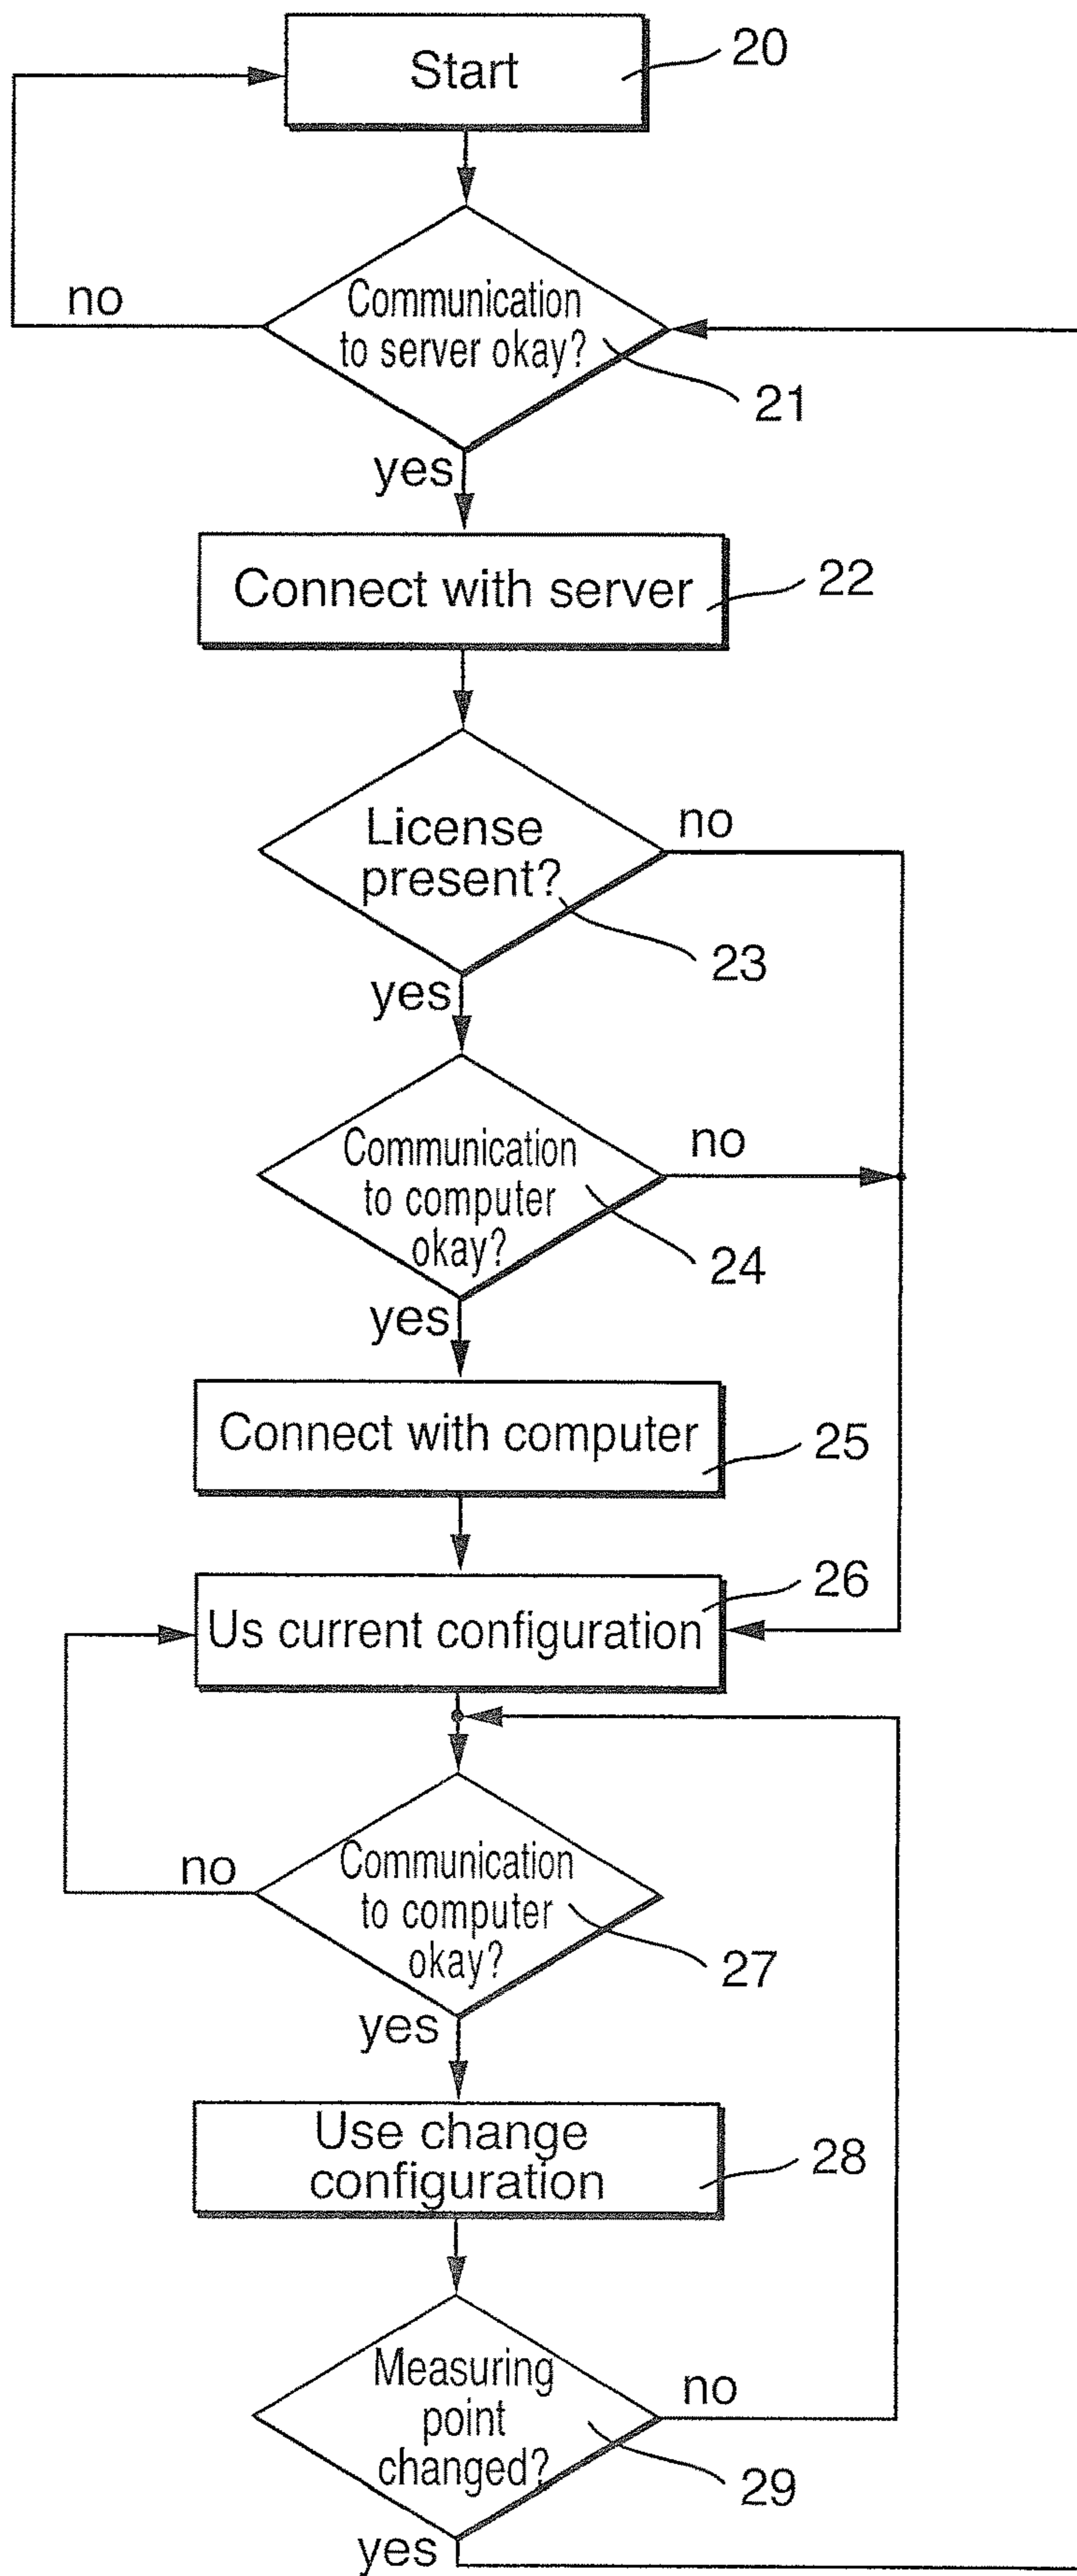 Start
20
no
Communication
to server okay?
21
yes
Connect with server
22
License
present?
no
23
yes
Communication
to computer
okay?
no
24
yes
Connect with computer
25
Us current configuration
26
no
Communication
to computer
okay?
27
yes
Use change
configuration
28
Measuring
point
changed?
no
29
yes